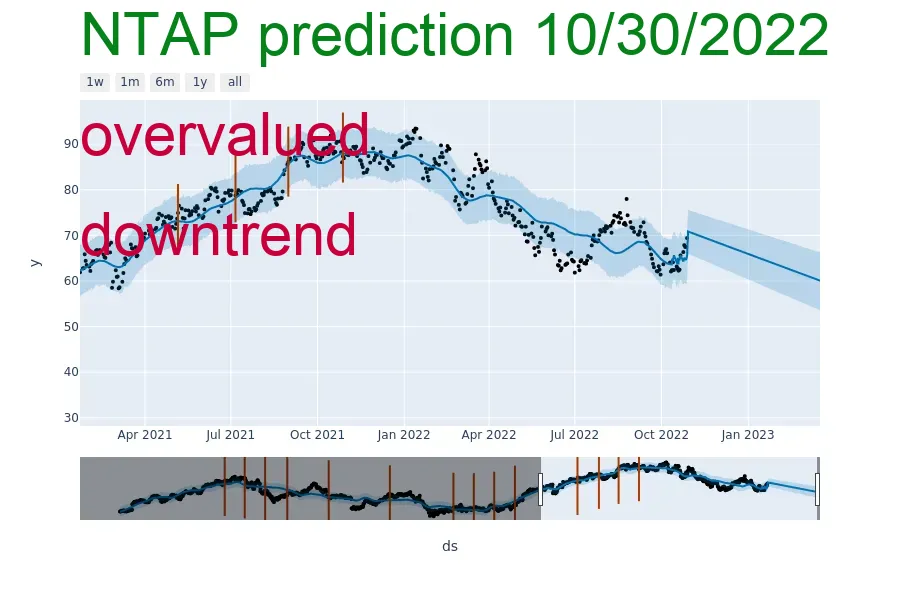 NTAP prediction 10/30/2022
1w 1m 6m 1y all
overvalued
downtrend
90
80
70
60
50
40
30
y
Apr 2021 Jul 2021 Oct 2021 Jan 2022 Apr 2022 Jul 2022 Oct 2022 Jan 2023
ds